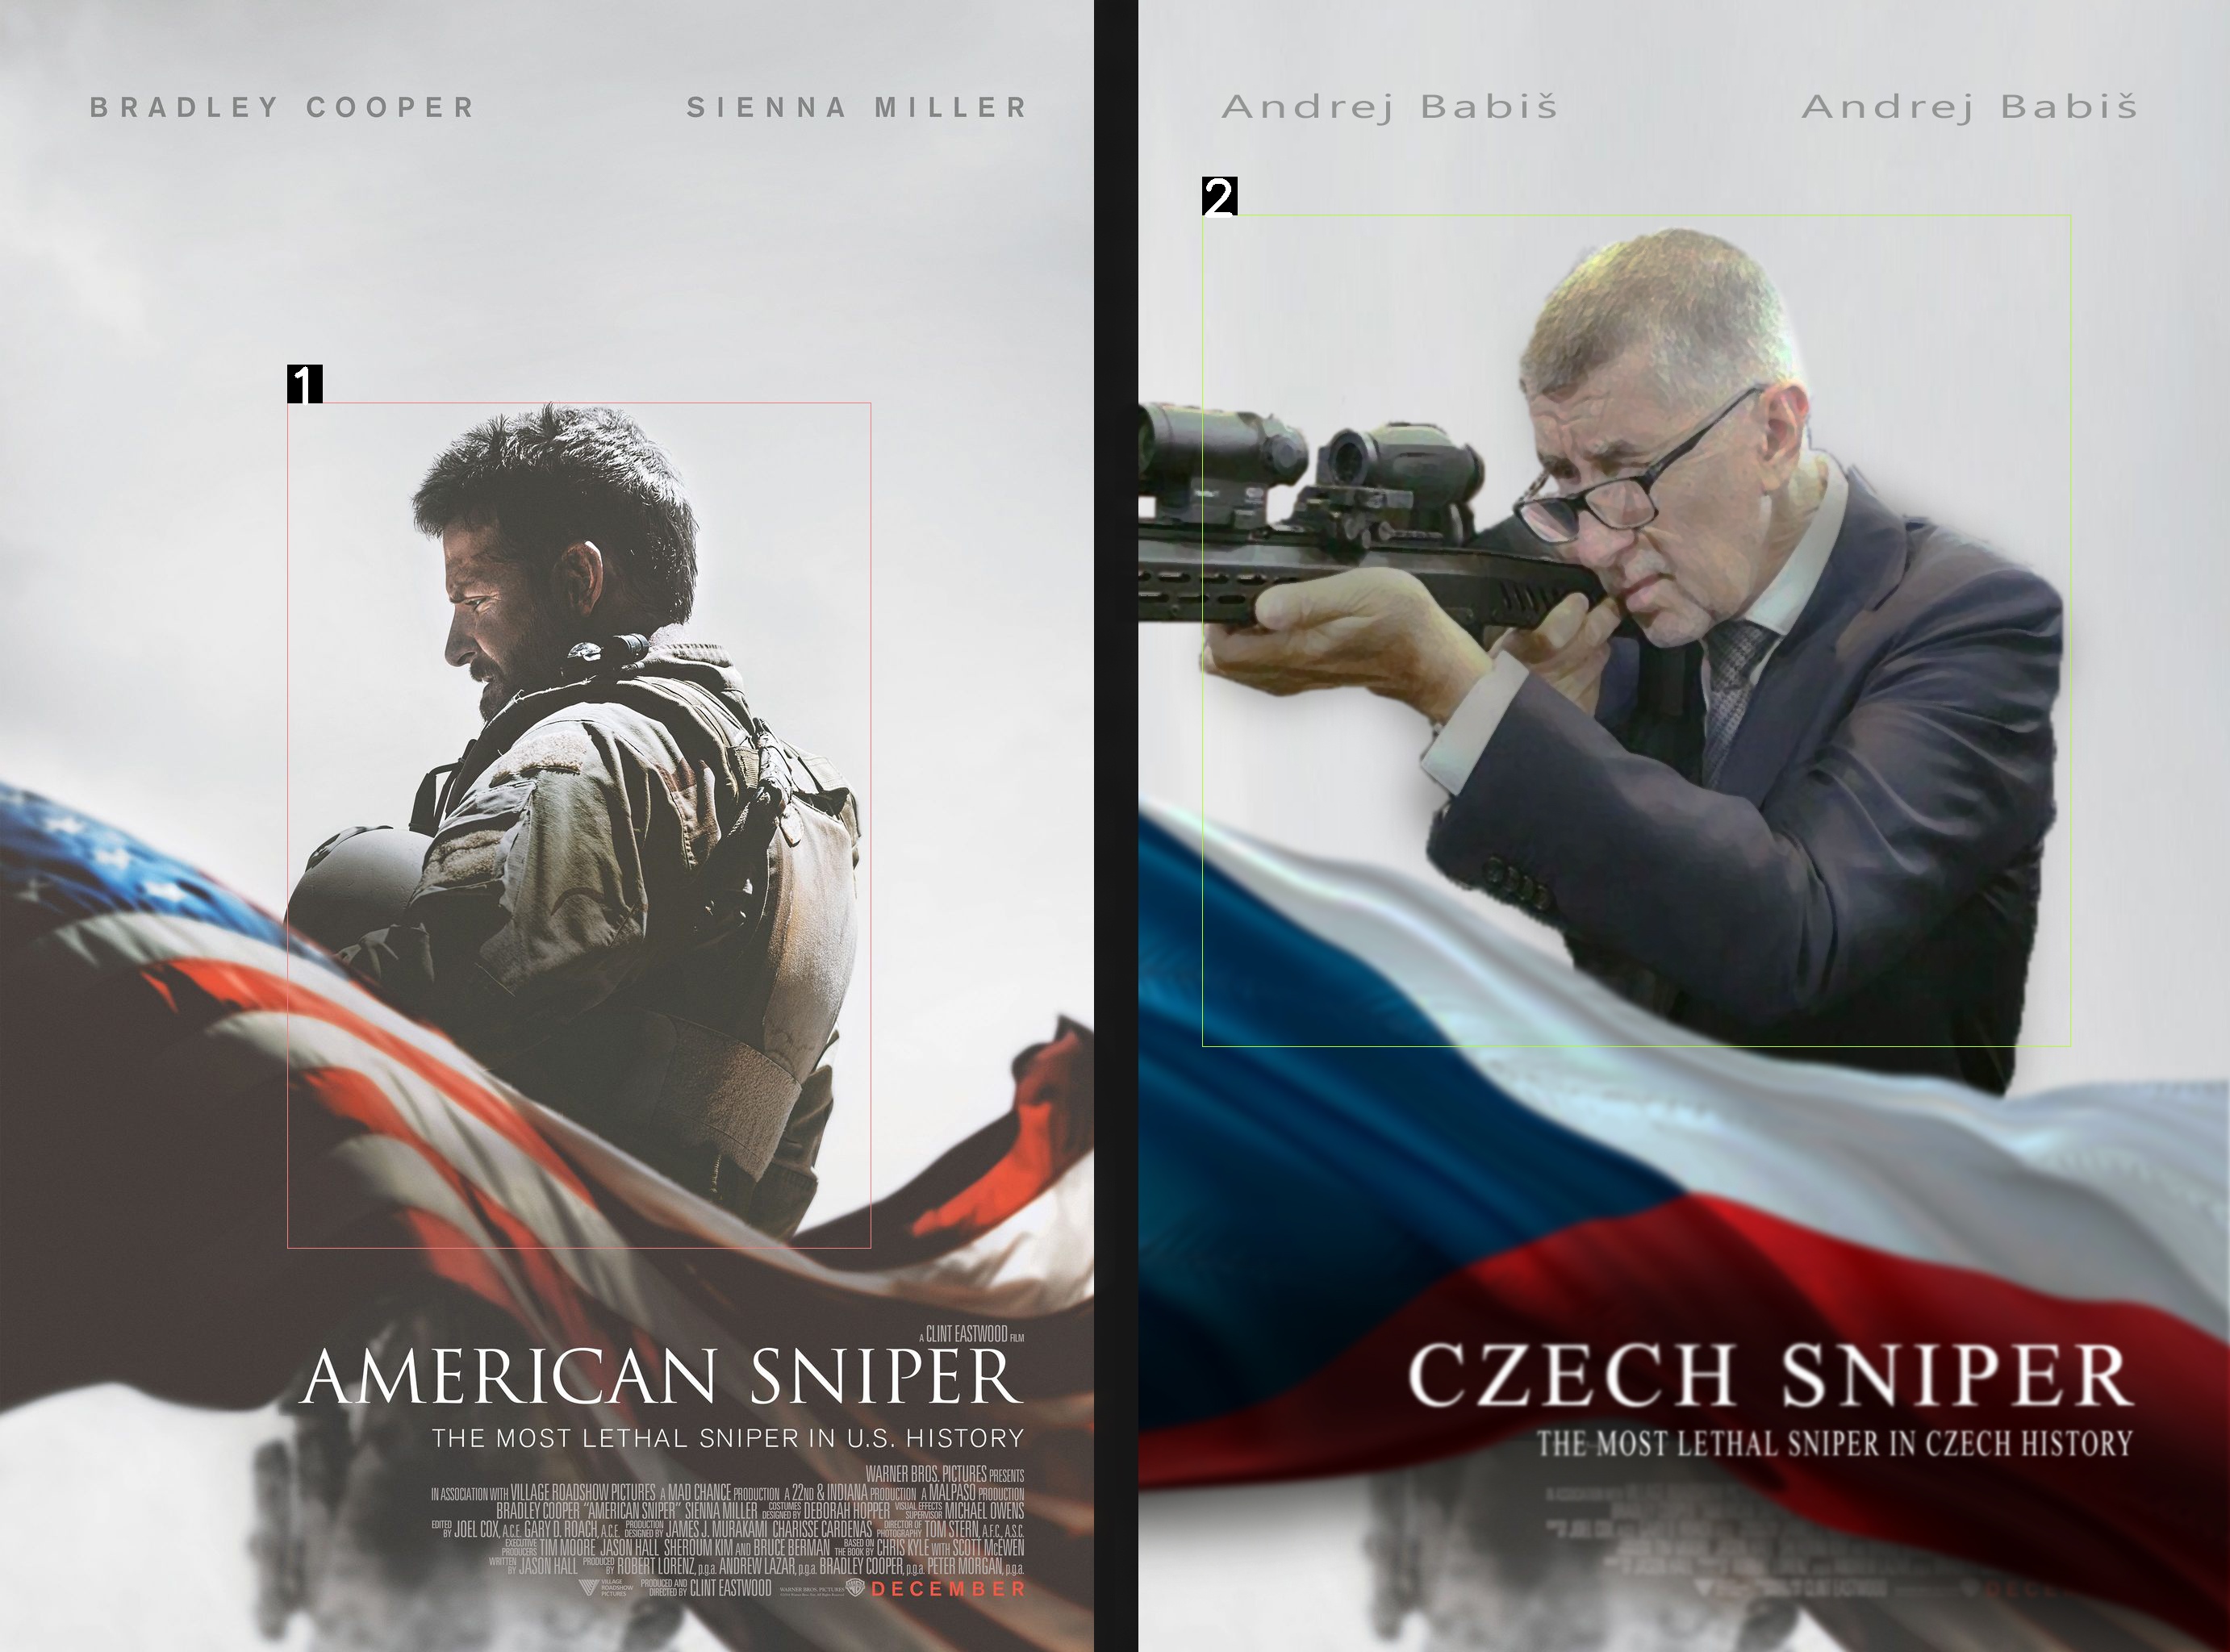 BRADLEY COOPER SIENNA MILLER
1
A CLINT EASTWOOD FILM
AMERICAN SNIPER
THE MOST LETHAL SNIPER IN U.S. HISTORY
WARNER BROS. PICTURES PRESENTS
IN ASSOCIATION WITH VILLAGE ROADSHOW PICTURES A MAD CHANCE PRODUCTION A 22ND & INDIANA PRODUCTION A MALPASO PRODUCTION
BRADLEY COOPER "AMERICAN SNIPER" SIENNA MILLER COSTUMES DESIGNED BY DEBORAH HOPPER VISUAL EFFECTS SUPERVISOR MICHAEL OWENS
EDITED BY JOEL COX, A.C.E. GARY D. ROACH, A.C.E. PRODUCTION DESIGNED BY JAMES J. MURAKAMI CHARISSE CARDENAS DIRECTOR OF PHOTOGRAPHY TOM STERN, A.F.C., A.S.C.
EXECUTIVE PRODUCERS TIM MOORE JASON HALL SHEROUM KIM AND BRUCE BERMAN BASED ON THE BOOK BY CHRIS KYLE WITH SCOTT McEWEN
WRITTEN BY JASON HALL PRODUCED BY ROBERT LORENZ, p.g.a. ANDREW LAZAR, p.g.a. BRADLEY COOPER, p.g.a. PETER MORGAN, p.g.a.
VILLAGE ROADSHOW PICTURES PRODUCED AND DIRECTED BY CLINT EASTWOOD WARNER BROS. PICTURES DECEMBER
Andrej Babiš Andrej Babiš
2
CZECH SNIPER
THE MOST LETHAL SNIPER IN CZECH HISTORY